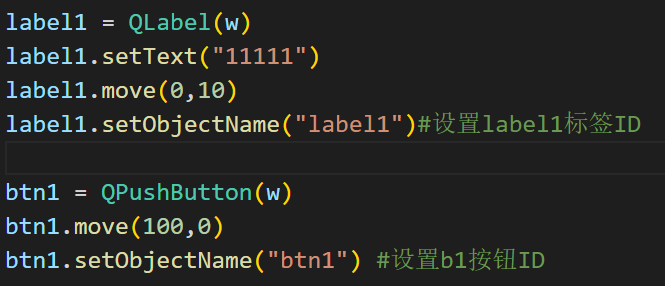 label1 = QLabel(w)
label1.setText("11111")
label1.move(0,10)
label1.setObjectName("label1")#设置label1标签ID
btn1 = QPushButton(w)
btn1.move(100,0)
btn1.setObjectName("btn1") #设置b1按钮ID